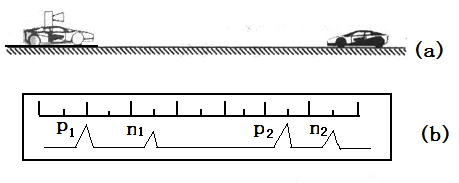 (a)
p₁ n₁ p₂ n₂ (b)